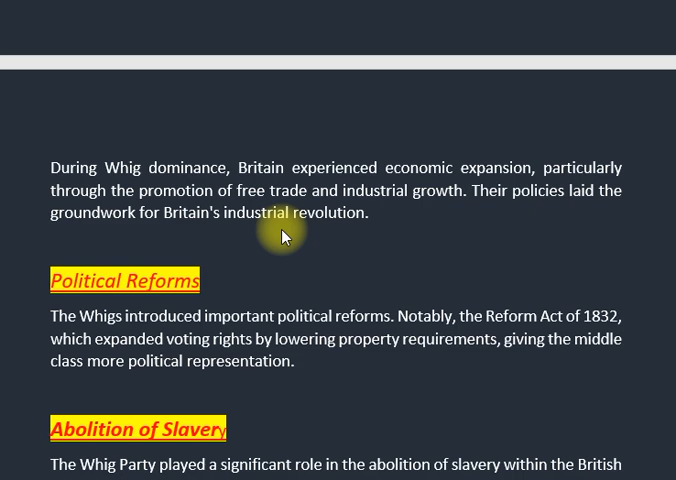 During Whig dominance, Britain experienced economic expansion, particularly
through the promotion of free trade and industrial growth. Their policies laid the
groundwork for Britain's industrial revolution.
Political Reforms
The Whigs introduced important political reforms. Notably, the Reform Act of 1832,
which expanded voting rights by lowering property requirements, giving the middle
class more political representation.
Abolition of Slavery
The Whig Party played a significant role in the abolition of slavery within the British